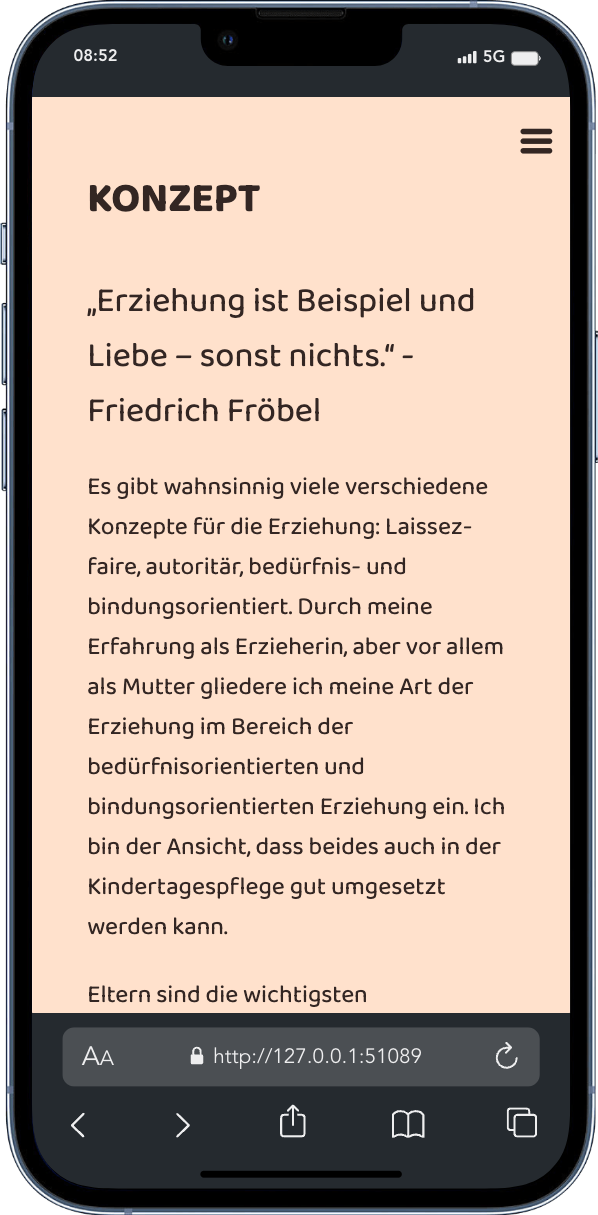 08:52
5G
KONZEPT
„Erziehung ist Beispiel und
Liebe – sonst nichts.“ -
Friedrich Fröbel
Es gibt wahnsinnig viele verschiedene
Konzepte für die Erziehung: Laissez-
faire, autoritär, bedürfnis- und
bindungsorientiert. Durch meine
Erfahrung als Erzieherin, aber vor allem
als Mutter gliedere ich meine Art der
Erziehung im Bereich der
bedürfnisorientierten und
bindungsorientierten Erziehung ein. Ich
bin der Ansicht, dass beides auch in der
Kindertagespflege gut umgesetzt
werden kann.
Eltern sind die wichtigsten
AA
http://127.0.0.1:51089